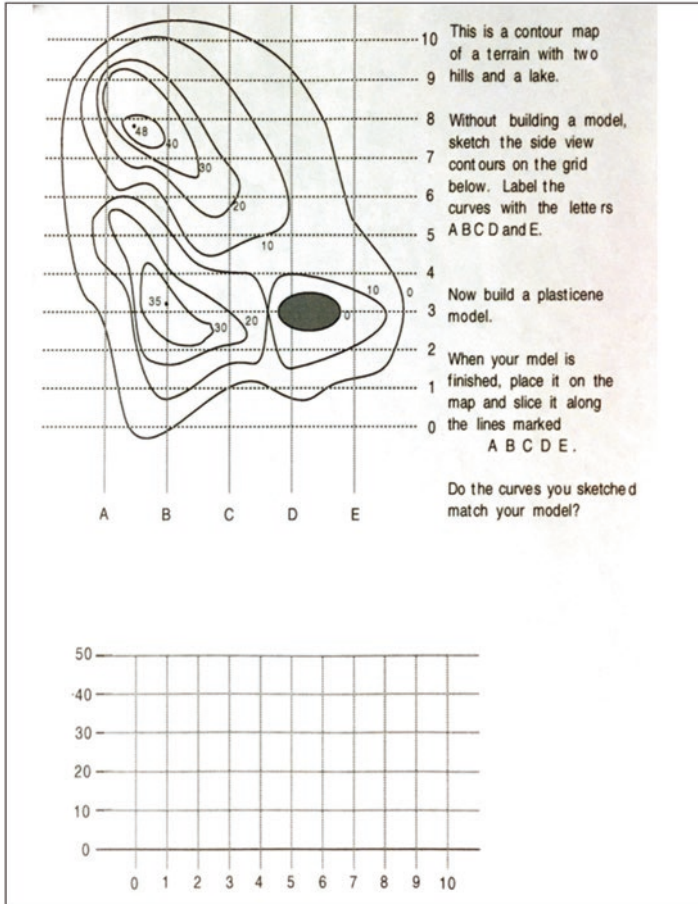 10
9
8
7
6
5
4
3
2
1
0
48
40
30
20
10
35
30
20
10
0
0
A B C D E
This is a contour map
of a terrain with two
hills and a lake.
Without building a model,
sketch the side view
contours on the grid
below. Label the
curves with the letters
A B C D and E.
Now build a plasticene
model.
When your mdel is
finished, place it on the
map and slice it along
the lines marked
A B C D E .
Do the curves you sketched
match your model?
50
40
30
20
10
0
0 1 2 3 4 5 6 7 8 9 10